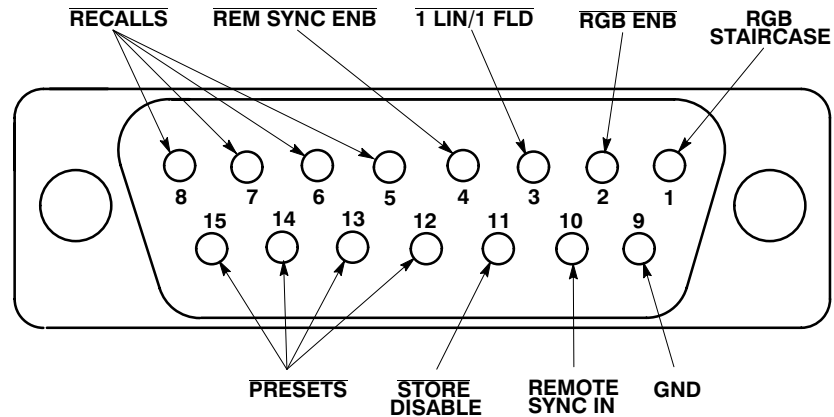 RECALLS REM SYNC ENB 1 LIN/1 FLD RGB ENB RGB
STAIRCASE
8 7 6 5 4 3 2 1
15 14 13 12 11 10 9
PRESETS STORE REMOTE GND
DISABLE SYNC IN